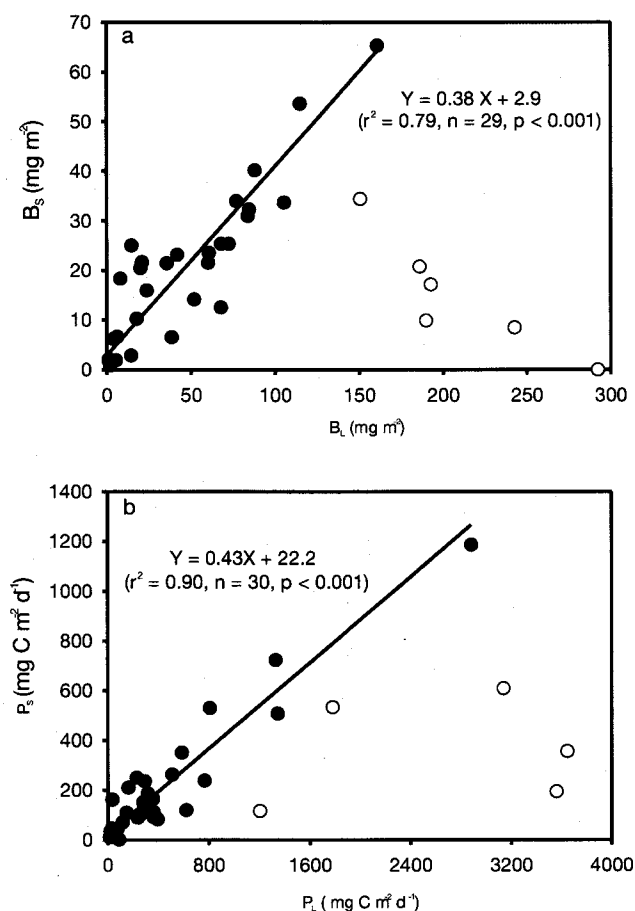 a
70
60
50
40
30
20
10
0
B_S (mg m⁻²)
Y = 0.38 X + 2.9
(r² = 0.79, n = 29, p < 0.001)
0 50 100 150 200 250 300
B_L (mg m²)
b
1400
1200
1000
800
600
400
200
0
P_S (mg C m² d⁻¹)
Y = 0.43X + 22.2
(r² = 0.90, n = 30, p < 0.001)
0 800 1600 2400 3200 4000
P_L ( mg C m² d⁻¹)